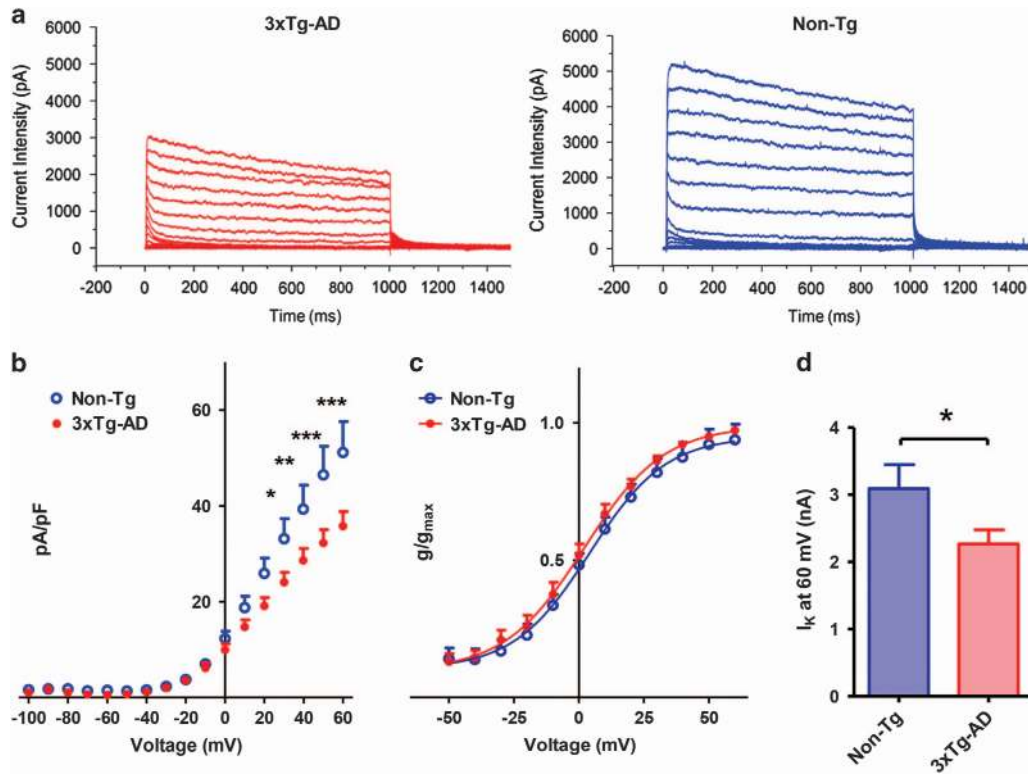 a
3xTg-AD
Current Intensity (pA)
6000
5000
4000
3000
2000
1000
0
-200 0 200 400 600 800 1000 1200 1400
Time (ms)
Non-Tg
Current Intensity (pA)
6000
5000
4000
3000
2000
1000
0
-200 0 200 400 600 800 1000 1200 1400
Time (ms)
b
Non-Tg
3xTg-AD
pA/pF
60
40
20
* ** *** ***
-100 -80 -60 -40 -20 0 20 40 60
Voltage (mV)
c
Non-Tg
3xTg-AD
g/gmax
1.0
0.5
-50 -25 0 25 50
Voltage (mV)
d
*
IK at 60 mV (nA)
4
3
2
1
0
Non-Tg
3xTg-AD